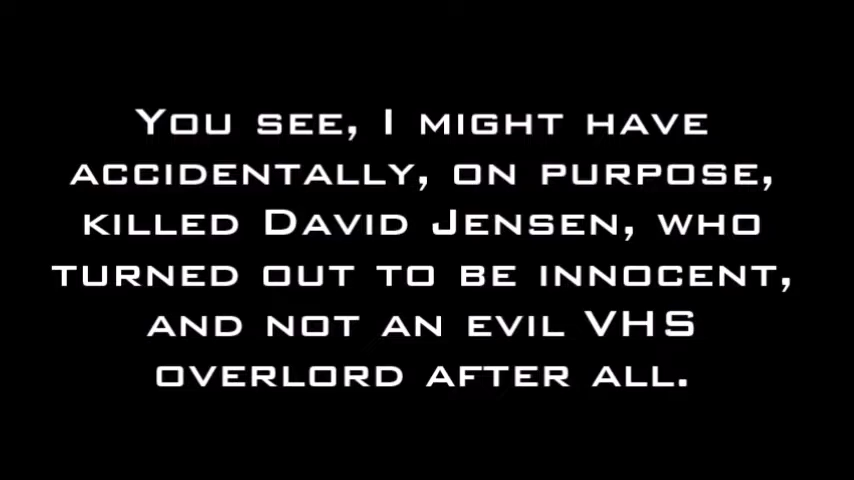 You see, I might have
accidentally, on purpose,
killed David Jensen, who
turned out to be innocent,
and not an evil VHS
overlord after all.